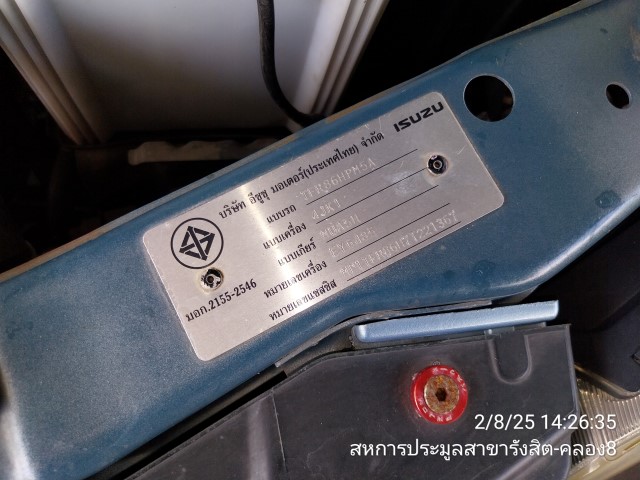 ISUZU
บริษัท อีซูซุ มอเตอร์(ประเทศไทย) จำกัด
แบบรถ TFR86HPM5A
แบบเครื่อง 4JK1
แบบเกียร์
หมายเลขเครื่อง
หมายเลขแชสซิส
มอก.2155-2546
2/8/25 14:26:35
สหการประมูลสาขารังสิต-คลอง8